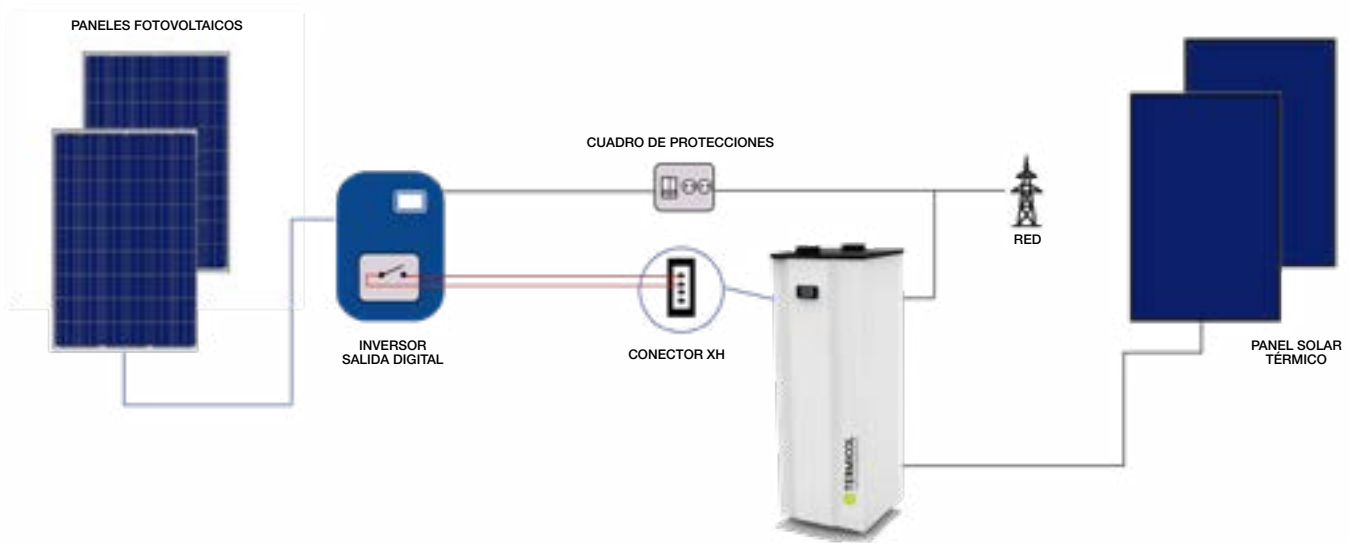 PANELES FOTOVOLTAICOS
CUADRO DE PROTECCIONES
RED
INVERSOR
SALIDA DIGITAL
CONECTOR XH
PANEL SOLAR
TÉRMICO
TERMICOL